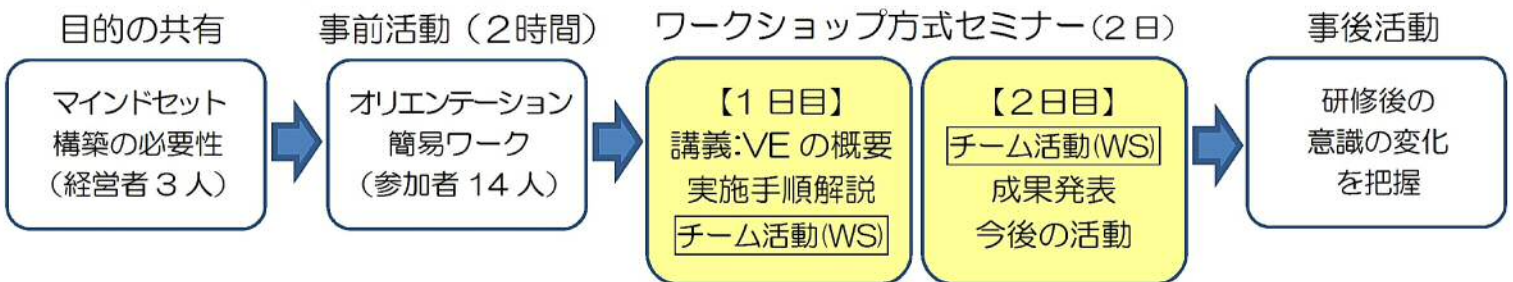 目的の共有
マインドセット
構築の必要性
（経営者3人）
事前活動（2時間）
オリエンテーション
簡易ワーク
（参加者14人）
ワークショップ方式セミナー（2日）
【1日目】
講義:VEの概要
実施手順解説
チーム活動(WS)
【2日目】
チーム活動(WS)
成果発表
今後の活動
事後活動
研修後の
意識の変化
を把握